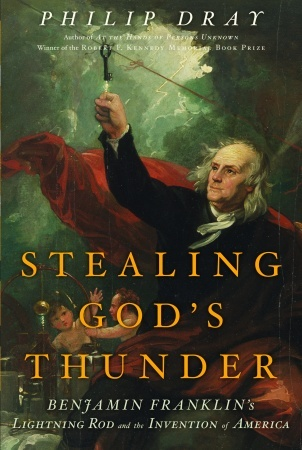 PHILIP DRAY
Author of AT THE HANDS OF PERSONS UNKNOWN
Winner of the ROBERT F. KENNEDY MEMORIAL BOOK PRIZE
STEALING
GOD'S
THUNDER
BENJAMIN FRANKLIN'S
LIGHTNING ROD AND THE INVENTION OF AMERICA